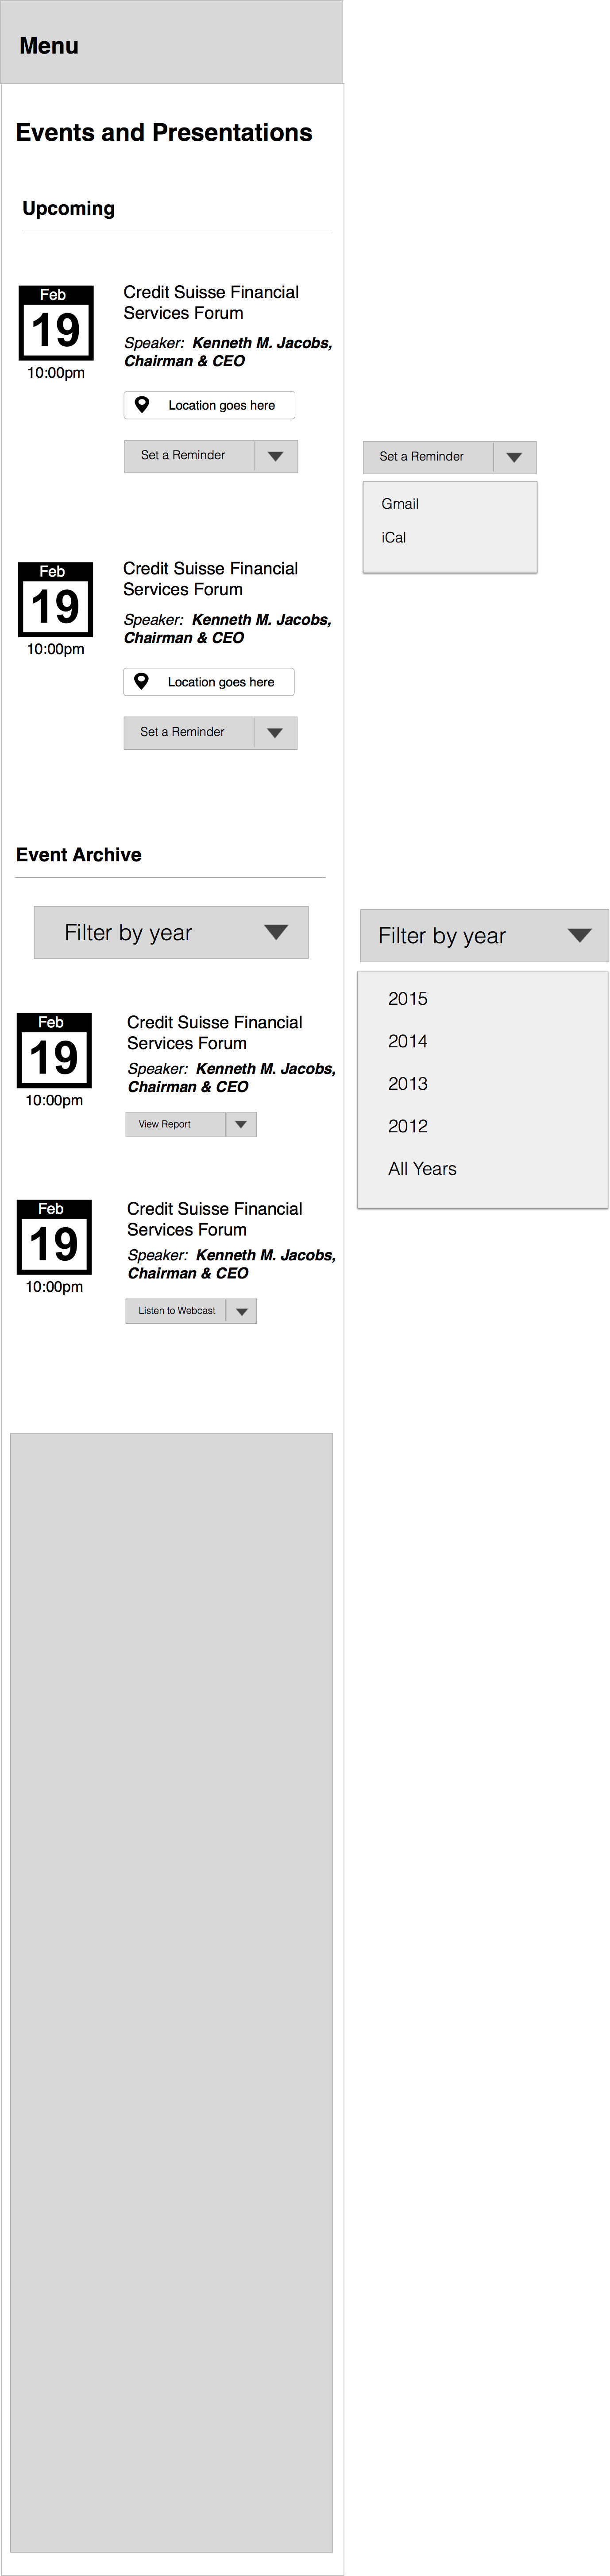 Menu
Events and Presentations
Upcoming
Feb
19
10:00pm
Credit Suisse Financial
Services Forum
Speaker: Kenneth M. Jacobs,
Chairman & CEO
Location goes here
Set a Reminder
Set a Reminder
Gmail
iCal
Feb
19
10:00pm
Credit Suisse Financial
Services Forum
Speaker: Kenneth M. Jacobs,
Chairman & CEO
Location goes here
Set a Reminder
Event Archive
Filter by year
Filter by year
2015
2014
2013
2012
All Years
Feb
19
10:00pm
Credit Suisse Financial
Services Forum
Speaker: Kenneth M. Jacobs,
Chairman & CEO
View Report
Feb
19
10:00pm
Credit Suisse Financial
Services Forum
Speaker: Kenneth M. Jacobs,
Chairman & CEO
Listen to Webcast